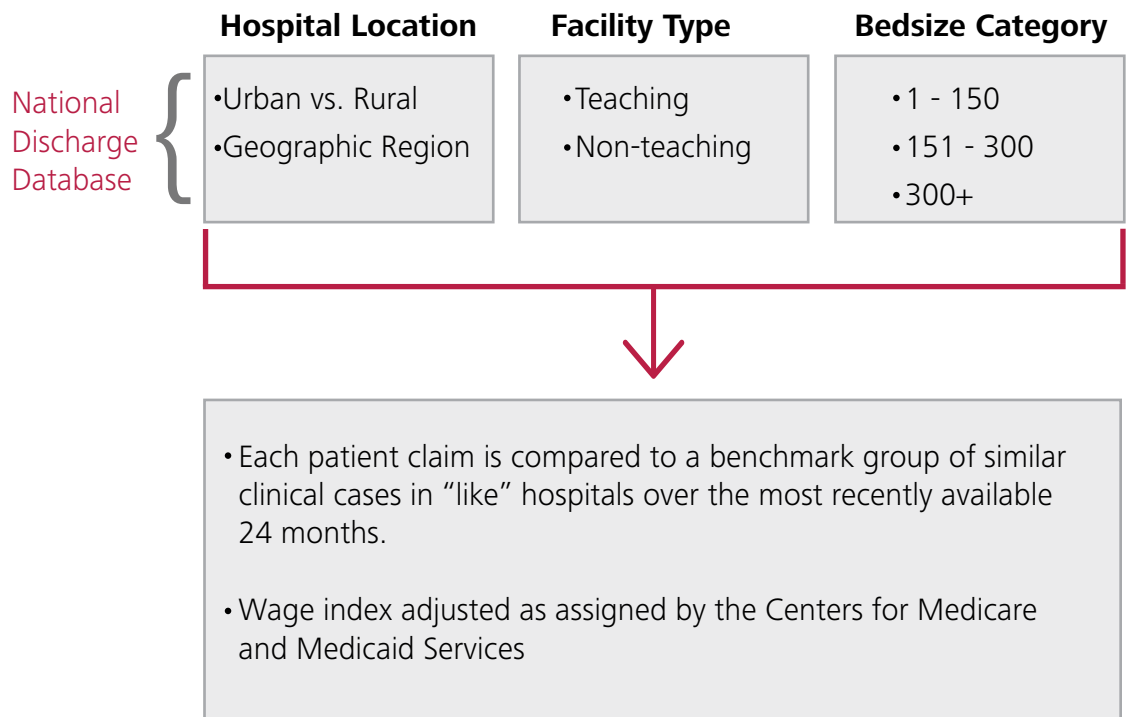 Hospital Location
Facility Type
Bedsize Category
National
Discharge
Database
•Urban vs. Rural
•Geographic Region
•Teaching
•Non-teaching
•1 - 150
•151 - 300
•300+
• Each patient claim is compared to a benchmark group of similar
clinical cases in “like” hospitals over the most recently available
24 months.
• Wage index adjusted as assigned by the Centers for Medicare
and Medicaid Services